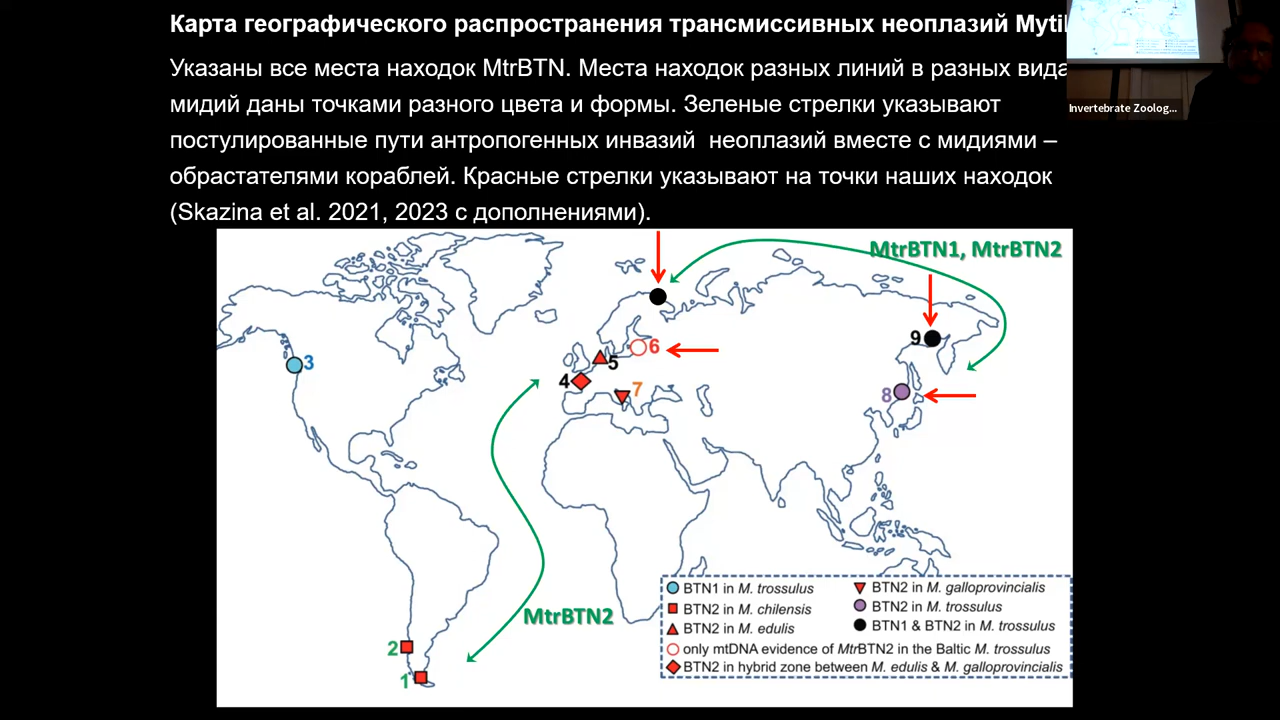 Карта географического распространения трансмиссивных неоплазий
Указаны все места находок MtrBTN. Места находок разных линий в разных
мидий даны точками разного цвета и формы. Зеленые стрелки указывают
постулированные пути антропогенных инвазий неоплазий вместе с мидиями –
обрастателями кораблей. Красные стрелки указывают на точки наших находок
(Skazina et al. 2021, 2023 с дополнениями).
Invertebrate Zoolog...
MtrBTN1, MtrBTN2
9
6
3
5
4
7
8
MtrBTN2
2
1
BTN1 in M. trossulus
BTN2 in M. chilensis
BTN2 in M. edulis
BTN2 in M. galloprovincialis
BTN2 in M. trossulus
BTN1 & BTN2 in M. trossulus
only mtDNA evidence of MtrBTN2 in the Baltic M. trossulus
BTN2 in hybrid zone between M. edulis & M. galloprovincialis